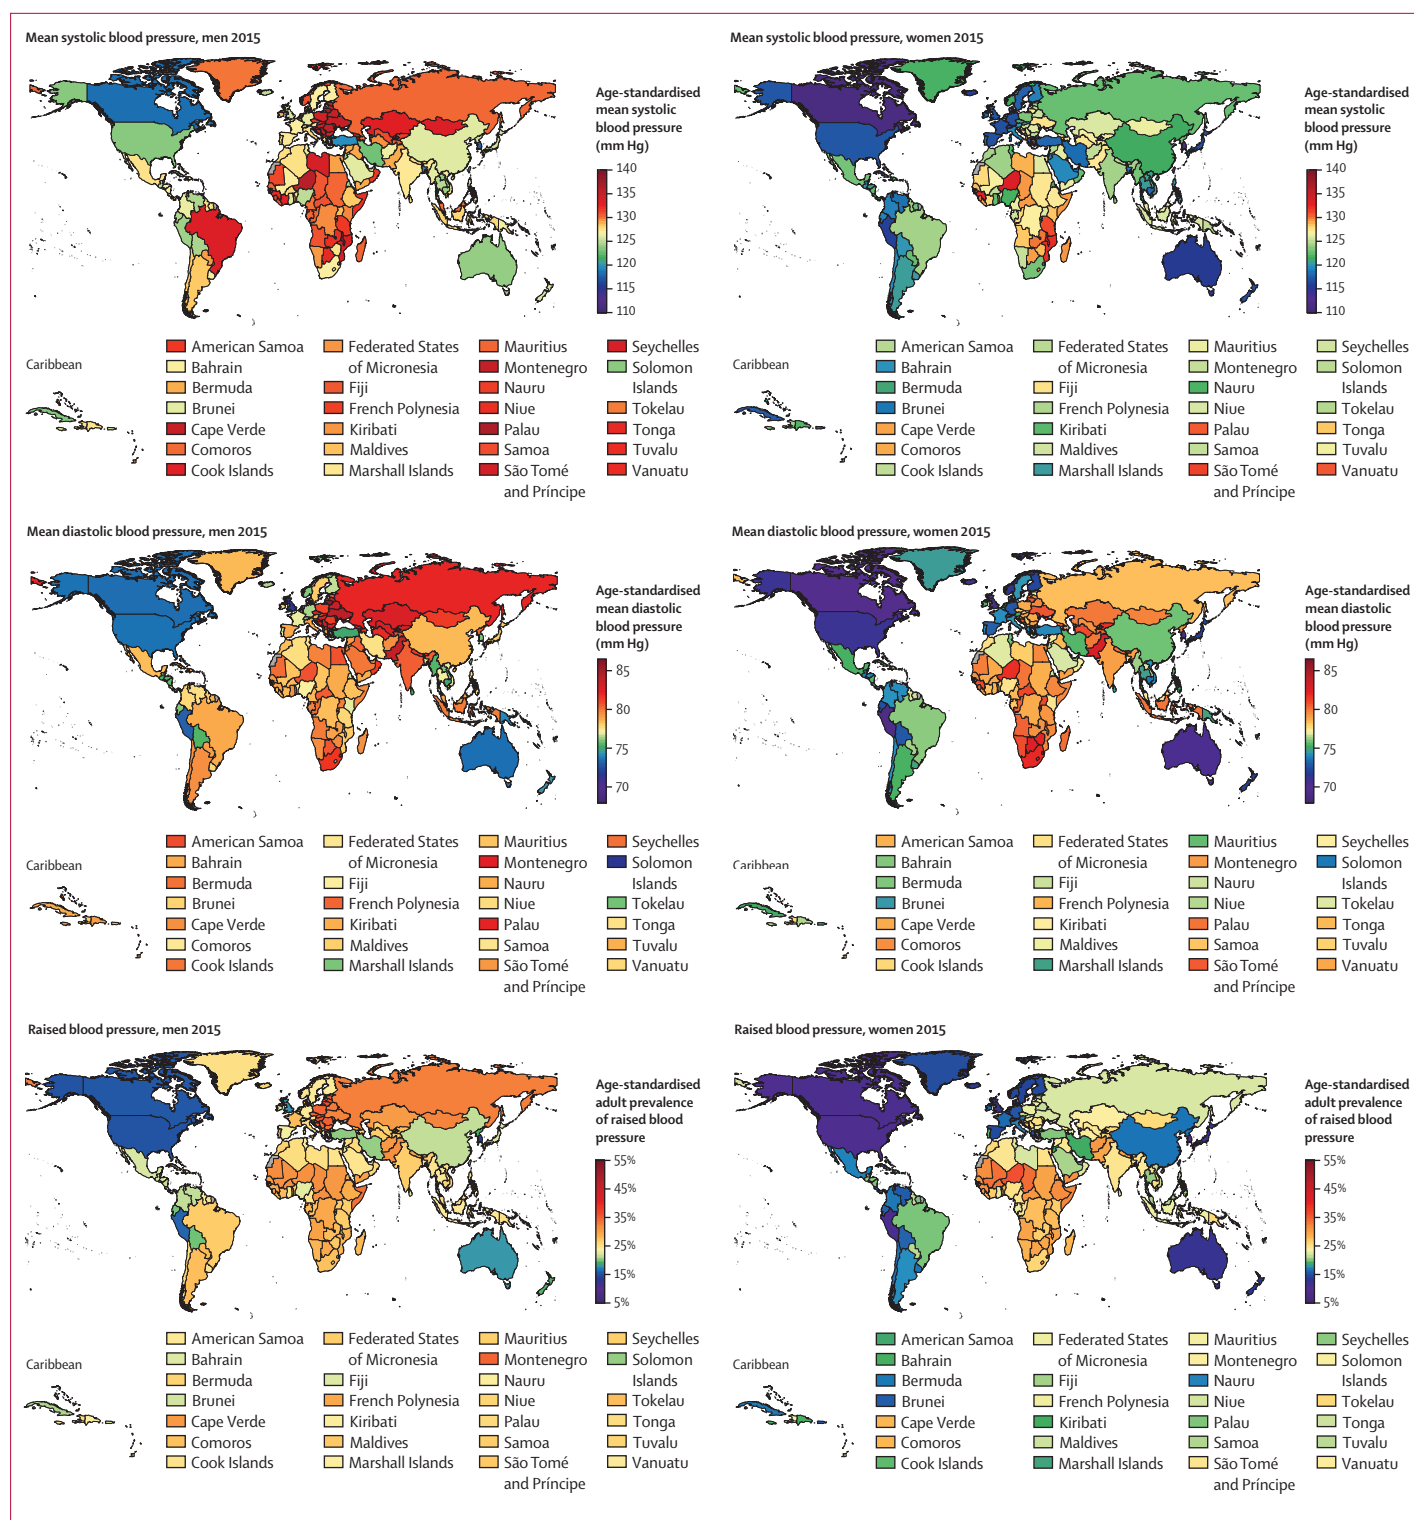 Mean systolic blood pressure, men 2015
Age-standardised
mean systolic
blood pressure
(mm Hg)
140
135
130
125
120
115
110
Caribbean
American Samoa
Bahrain
Bermuda
Brunei
Cape Verde
Comoros
Cook Islands
Federated States
of Micronesia
Fiji
French Polynesia
Kiribati
Maldives
Marshall Islands
Mauritius
Montenegro
Nauru
Niue
Palau
Samoa
São Tomé
and Príncipe
Seychelles
Solomon
Islands
Tokelau
Tonga
Tuvalu
Vanuatu
Mean systolic blood pressure, women 2015
Age-standardised
mean systolic
blood pressure
(mm Hg)
140
135
130
125
120
115
110
Caribbean
American Samoa
Bahrain
Bermuda
Brunei
Cape Verde
Comoros
Cook Islands
Federated States
of Micronesia
Fiji
French Polynesia
Kiribati
Maldives
Marshall Islands
Mauritius
Montenegro
Nauru
Niue
Palau
Samoa
São Tomé
and Príncipe
Seychelles
Solomon
Islands
Tokelau
Tonga
Tuvalu
Vanuatu
Mean diastolic blood pressure, men 2015
Age-standardised
mean diastolic
blood pressure
(mm Hg)
85
80
75
70
Caribbean
American Samoa
Bahrain
Bermuda
Brunei
Cape Verde
Comoros
Cook Islands
Federated States
of Micronesia
Fiji
French Polynesia
Kiribati
Maldives
Marshall Islands
Mauritius
Montenegro
Nauru
Niue
Palau
Samoa
São Tomé
and Príncipe
Seychelles
Solomon
Islands
Tokelau
Tonga
Tuvalu
Vanuatu
Mean diastolic blood pressure, women 2015
Age-standardised
mean diastolic
blood pressure
(mm Hg)
85
80
75
70
Caribbean
American Samoa
Bahrain
Bermuda
Brunei
Cape Verde
Comoros
Cook Islands
Federated States
of Micronesia
Fiji
French Polynesia
Kiribati
Maldives
Marshall Islands
Mauritius
Montenegro
Nauru
Niue
Palau
Samoa
São Tomé
and Príncipe
Seychelles
Solomon
Islands
Tokelau
Tonga
Tuvalu
Vanuatu
Raised blood pressure, men 2015
Age-standardised
adult prevalence
of raised blood
pressure
55%
45%
35%
25%
15%
5%
Caribbean
American Samoa
Bahrain
Bermuda
Brunei
Cape Verde
Comoros
Cook Islands
Federated States
of Micronesia
Fiji
French Polynesia
Kiribati
Maldives
Marshall Islands
Mauritius
Montenegro
Nauru
Niue
Palau
Samoa
São Tomé
and Príncipe
Seychelles
Solomon
Islands
Tokelau
Tonga
Tuvalu
Vanuatu
Raised blood pressure, women 2015
Age-standardised
adult prevalence
of raised blood
pressure
55%
45%
35%
25%
15%
5%
Caribbean
American Samoa
Bahrain
Bermuda
Brunei
Cape Verde
Comoros
Cook Islands
Federated States
of Micronesia
Fiji
French Polynesia
Kiribati
Maldives
Marshall Islands
Mauritius
Montenegro
Nauru
Niue
Palau
Samoa
São Tomé
and Príncipe
Seychelles
Solomon
Islands
Tokelau
Tonga
Tuvalu
Vanuatu